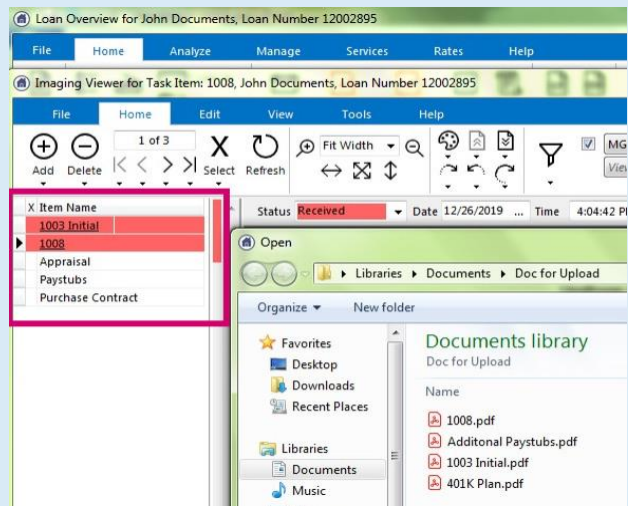 Loan Overview for John Documents, Loan Number 12002895
File Home Analyze Manage Services Rates Help
Imaging Viewer for Task Item: 1008, John Documents, Loan Number 12002895
File Home Edit View Tools Help
1 of 3 X Fit Width MG
Add Delete Select Refresh View
X Item Name
1003 Initial
1008
Appraisal
Paystubs
Purchase Contract
Status Received Date 12/26/2019 ... Time 4:04:42 P
Open
Libraries Documents Doc for Upload
Organize New folder
Favorites
Desktop
Downloads
Recent Places
Libraries
Documents
Music
Documents library
Doc for Upload
Name
1008.pdf
Additonal Paystubs.pdf
1003 Initial.pdf
401K Plan.pdf